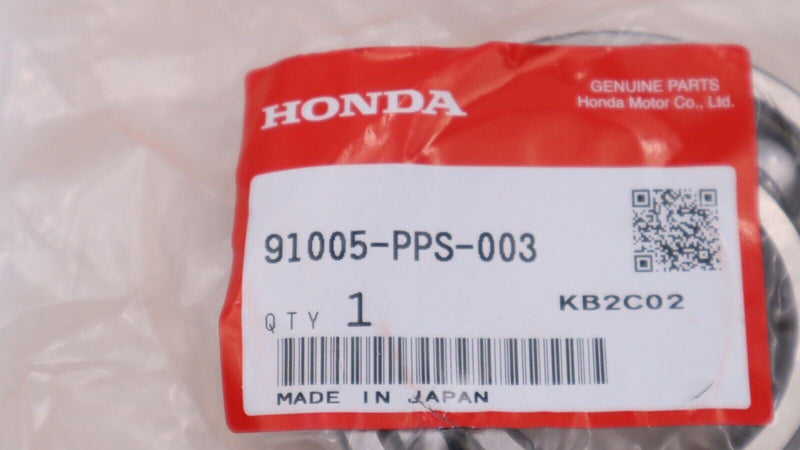 HONDA
GENUINE PARTS
Honda Motor Co., Ltd.
91005-PPS-003
QTY 1
KB2C02
MADE IN JAPAN